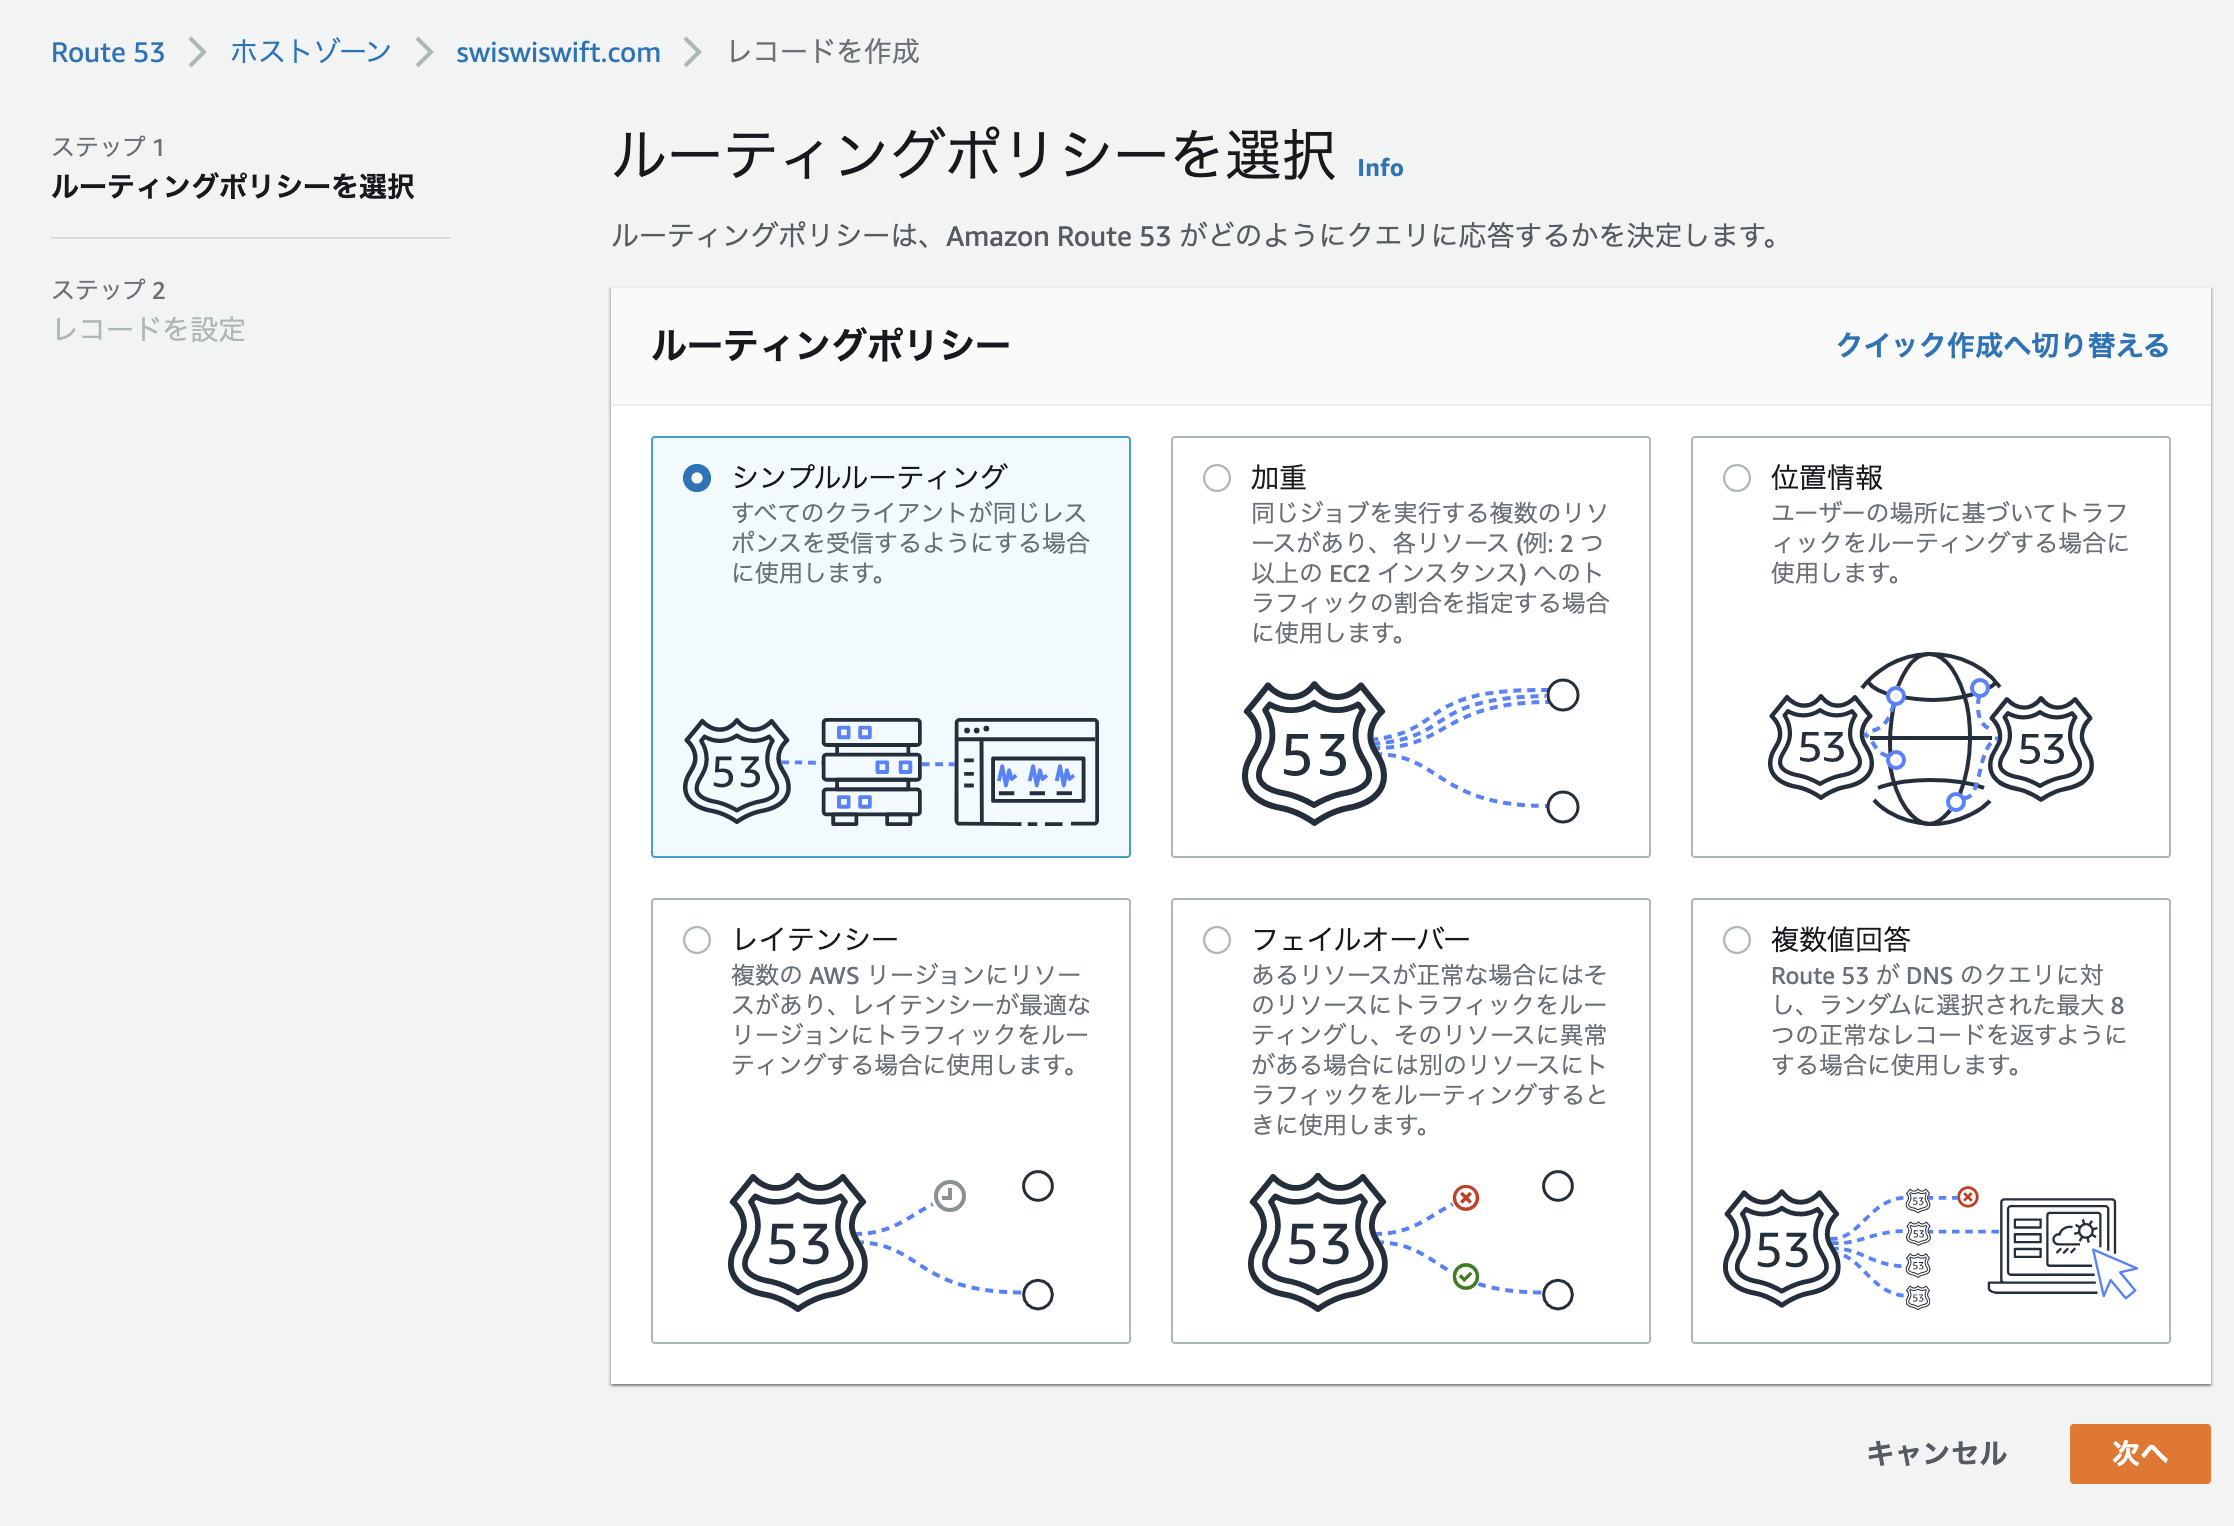 Route 53 > ホストゾーン > swiswiswift.com > レコードを作成
ステップ 1
ルーティングポリシーを選択
ステップ 2
レコードを設定
ルーティングポリシーを選択 Info
ルーティングポリシーは、Amazon Route 53 がどのようにクエリに応答するかを決定します。
ルーティングポリシー
クイック作成へ切り替える
シンプルルーティング
すべてのクライアントが同じレス
ポンスを受信するようにする場合
に使用します。
53
加重
同じジョブを実行する複数のリソ
ースがあり、各リソース (例: 2 つ
以上の EC2 インスタンス) へのト
ラフィックの割合を指定する場合
に使用します。
53
位置情報
ユーザーの場所に基づいてトラフ
ィックをルーティングする場合に
使用します。
53
53
レイテンシー
複数の AWS リージョンにリソー
スがあり、レイテンシーが最適な
リージョンにトラフィックをルー
ティングする場合に使用します。
53
フェイルオーバー
あるリソースが正常な場合にはそ
のリソースにトラフィックをルー
ティングし、そのリソースに異常
がある場合には別のリソースにト
ラフィックをルーティングすると
きに使用します。
53
複数値回答
Route 53 が DNS のクエリに対
し、ランダムに選択された最大 8
つの正常なレコードを返すように
する場合に使用します。
53
53
53
53
53
キャンセル
次へ